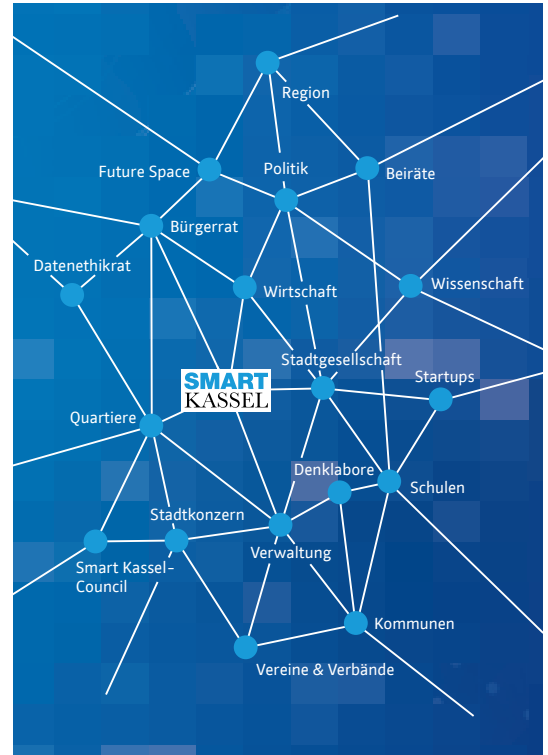 Region
Future Space
Politik
Beiräte
Bürgerrat
Datenethikrat
Wirtschaft
Wissenschaft
Stadtgesellschaft
SMART
KASSEL
Startups
Quartiere
Denklabore
Schulen
Stadtkonzern
Verwaltung
Smart Kassel-
Council
Kommunen
Vereine & Verbände